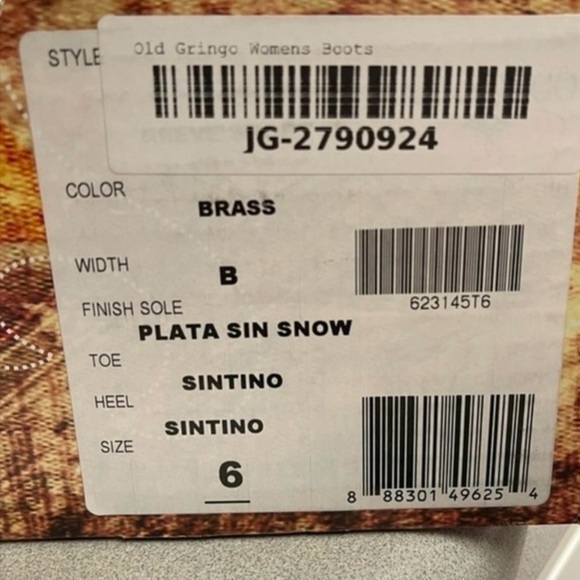 STYLE
Old Gringo Womens Boots
JG-2790924
COLOR
BRASS
WIDTH
B
623145T6
FINISH SOLE
PLATA SIN SNOW
TOE
SINTINO
HEEL
SINTINO
SIZE
6
8 88301 49625 4